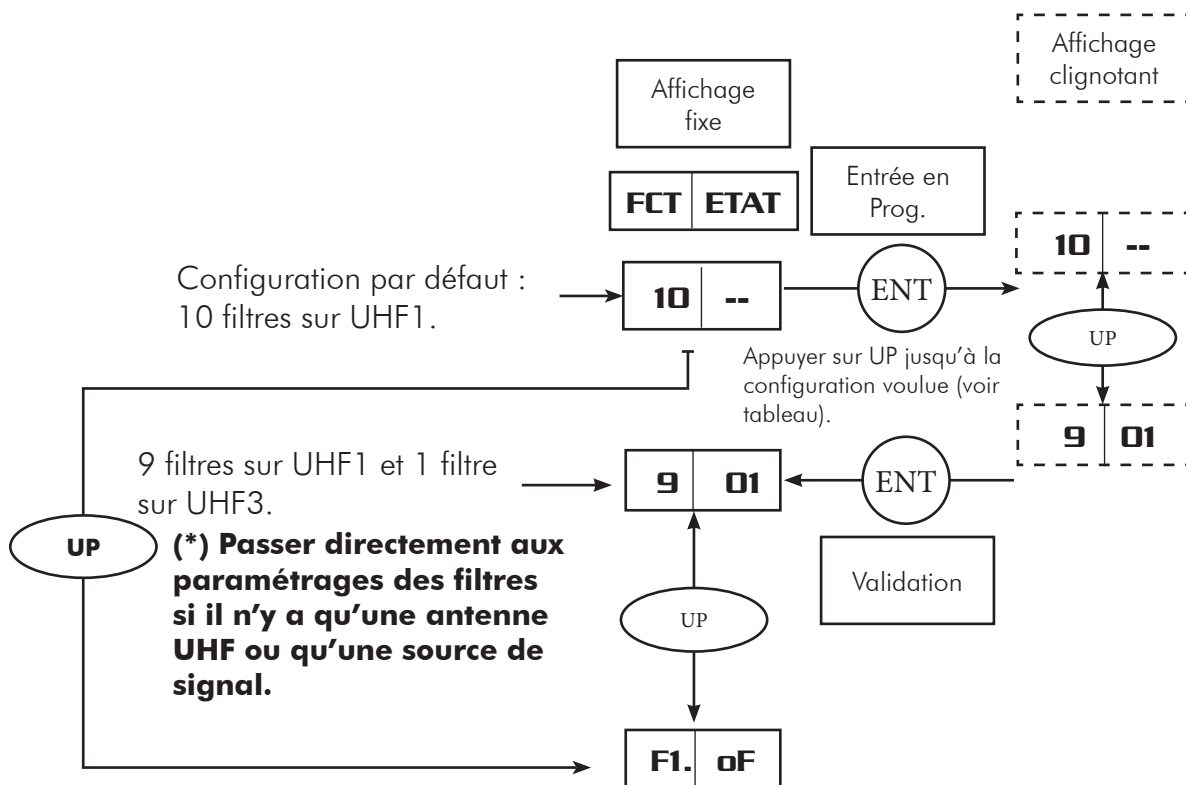 Affichage
clignotant
Affichage
fixe
FCT ETAT
Entrée en
Prog.
10 --
Configuration par défaut :
10 filtres sur UHF1.
10 --
ENT
UP
Appuyer sur UP jusqu’à la
configuration voulue (voir
tableau).
9 01
9 filtres sur UHF1 et 1 filtre
sur UHF3.
9 01
ENT
UP
(*) Passer directement aux
paramétrages des filtres
si il n’y a qu’une antenne
UHF ou qu’une source de
signal.
Validation
UP
F1. oF